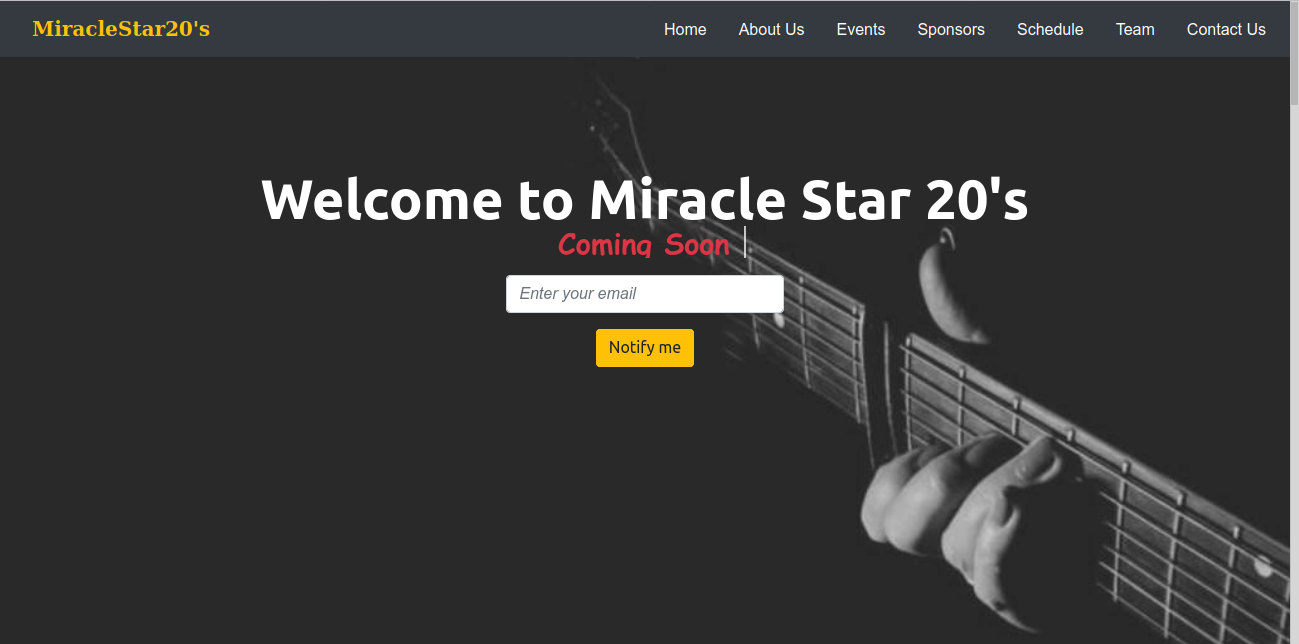 MiracleStar20's
Home About Us Events Sponsors Schedule Team Contact Us
Welcome to Miracle Star 20's
Coming Soon
Enter your email
Notify me